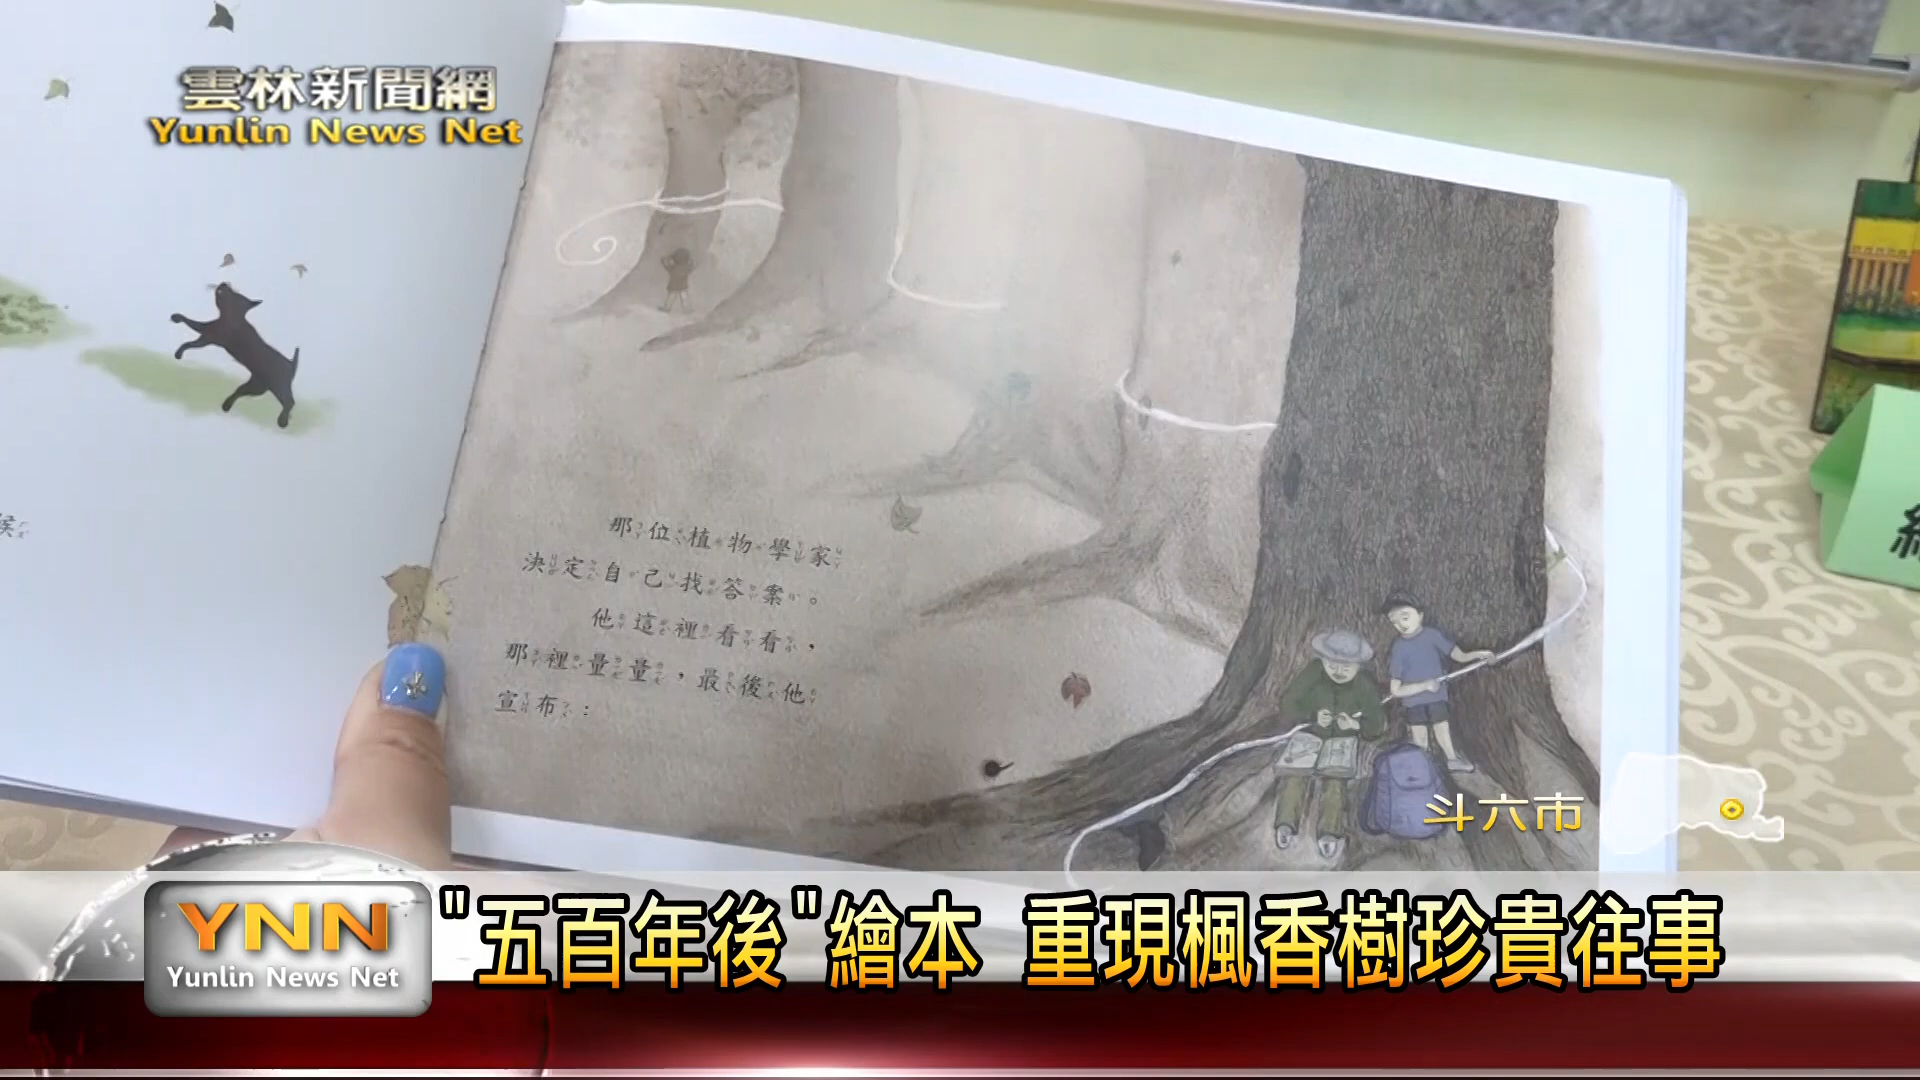 雲林新聞網
Yunlin News Net
候
那位植物學家
決定自己找答案。
他這裡看看，
那裡量量，最後他
宣布：
斗六市
YNN
Yunlin News Net
"五百年後"繪本 重現楓香樹珍貴往事